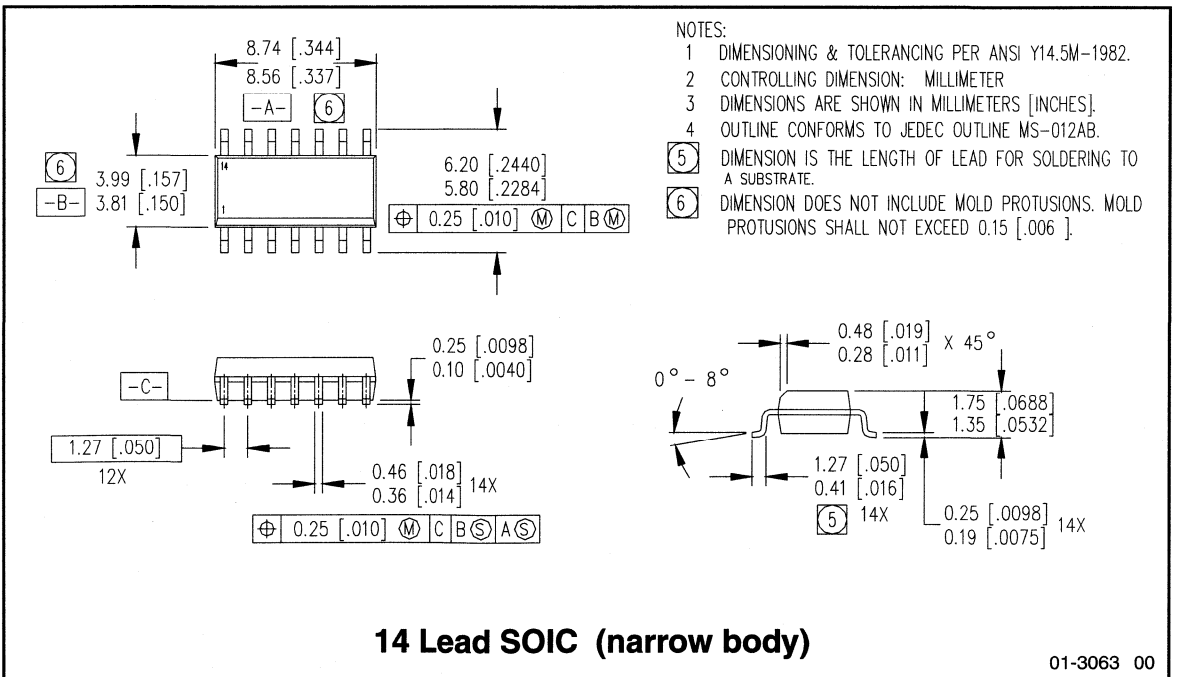 8.74 [.344]
8.56 [.337]
-A- 6
6
3.99 [.157]
3.81 [.150]
-B-
14
1
6.20 [.2440]
5.80 [.2284]
⌖ 0.25 [.010] Ⓜ C B Ⓜ
NOTES:
1 DIMENSIONING & TOLERANCING PER ANSI Y14.5M-1982.
2 CONTROLLING DIMENSION: MILLIMETER
3 DIMENSIONS ARE SHOWN IN MILLIMETERS [INCHES].
4 OUTLINE CONFORMS TO JEDEC OUTLINE MS-012AB.
5 DIMENSION IS THE LENGTH OF LEAD FOR SOLDERING TO
A SUBSTRATE.
6 DIMENSION DOES NOT INCLUDE MOLD PROTUSIONS. MOLD
PROTUSIONS SHALL NOT EXCEED 0.15 [.006 ].
-C-
0.25 [.0098]
0.10 [.0040]
1.27 [.050]
12X
0.46 [.018]
0.36 [.014] 14X
⌖ 0.25 [.010] Ⓜ C B Ⓢ A Ⓢ
0.48 [.019]
0.28 [.011] X 45°
0° - 8°
1.75 [.0688]
1.35 [.0532]
1.27 [.050]
0.41 [.016]
5 14X
0.25 [.0098]
0.19 [.0075] 14X
14 Lead SOIC (narrow body)
01-3063 00